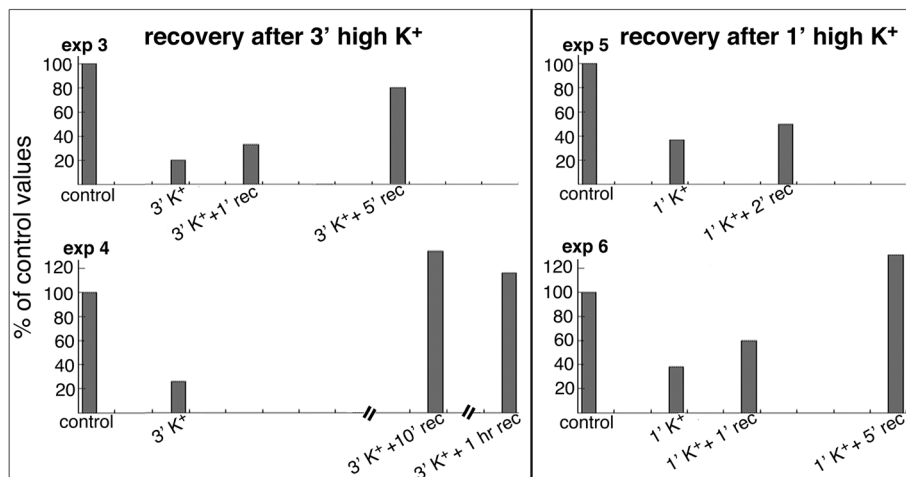 % of control values
recovery after 3' high K⁺
exp 3
100
80
60
40
20
control
3' K⁺
3' K⁺+1' rec
3' K⁺+ 5' rec
exp 4
120
100
80
60
40
20
control
3' K⁺
3' K⁺ +10' rec
3' K⁺ + 1 hr rec
recovery after 1' high K⁺
exp 5
100
80
60
40
20
control
1' K⁺
1' K⁺+ 2' rec
exp 6
120
100
80
60
40
20
control
1' K⁺
1' K⁺+ 1' rec
1' K⁺+ 5' rec